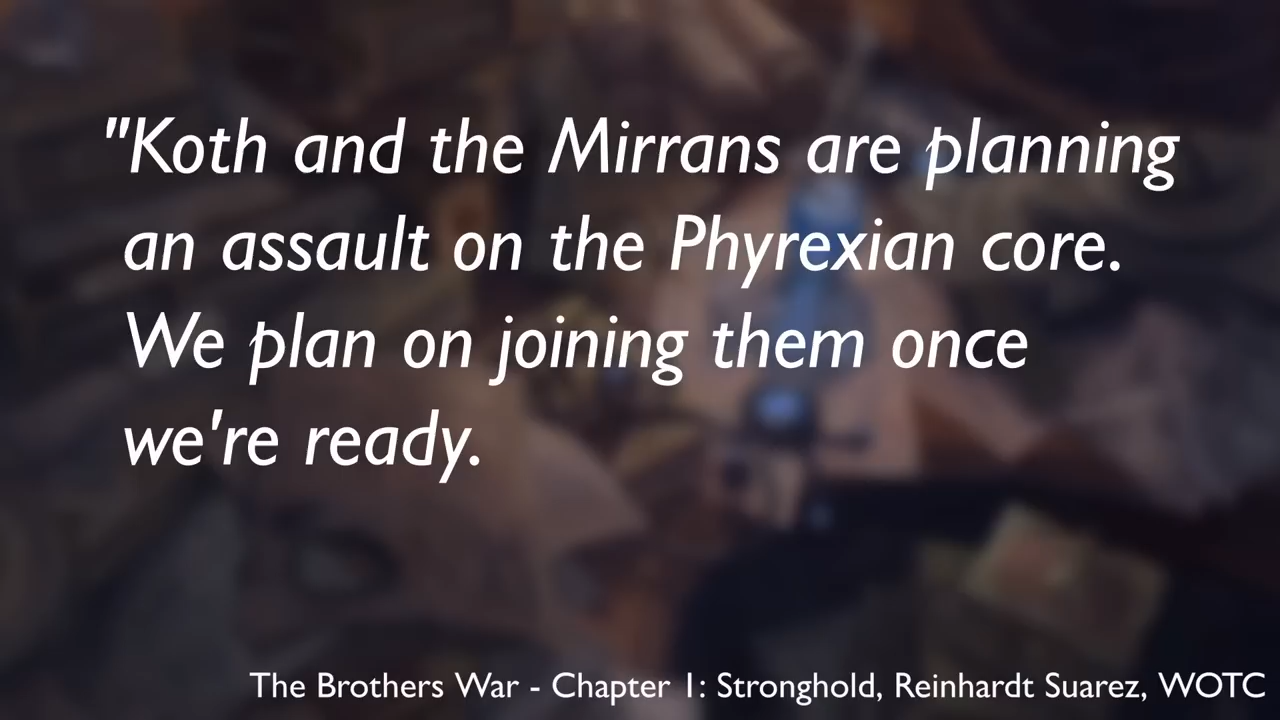 "Koth and the Mirrans are planning
an assault on the Phyrexian core.
We plan on joining them once
we're ready.
The Brothers War - Chapter 1: Stronghold, Reinhardt Suarez, WOTC